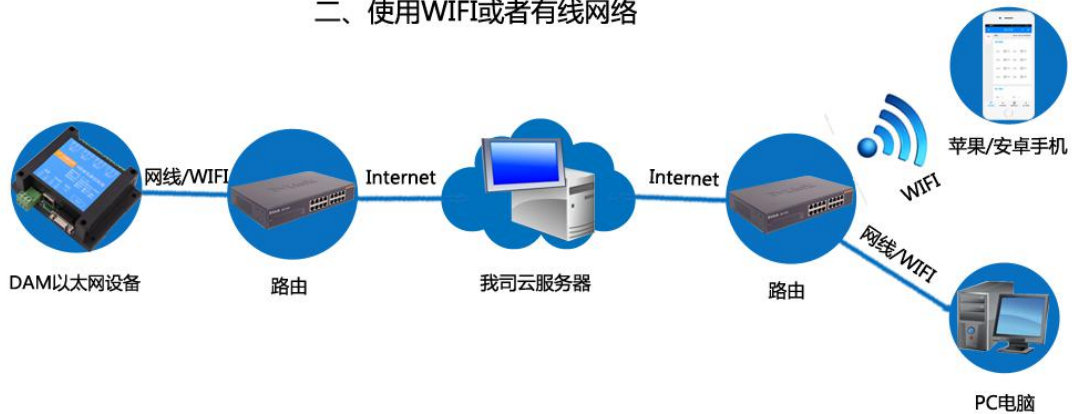 二、使用WIFI或者有线网络
网线/WIFI
Internet
Internet
WIFI
苹果/安卓手机
网线/WIFI
DAM以太网设备
路由
我司云服务器
路由
PC电脑